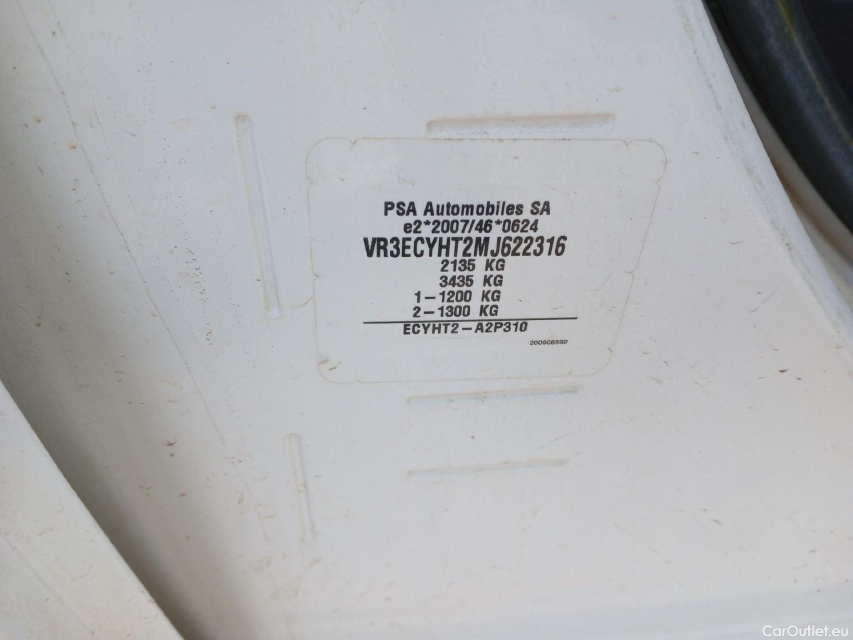 PSA Automobiles SA
e2*2007/46*0624
VR3ECYHT2MJ622316
2135 KG
3435 KG
1-1200 KG
2-1300 KG
ECYHT2-A2P310
CarOutlet.eu